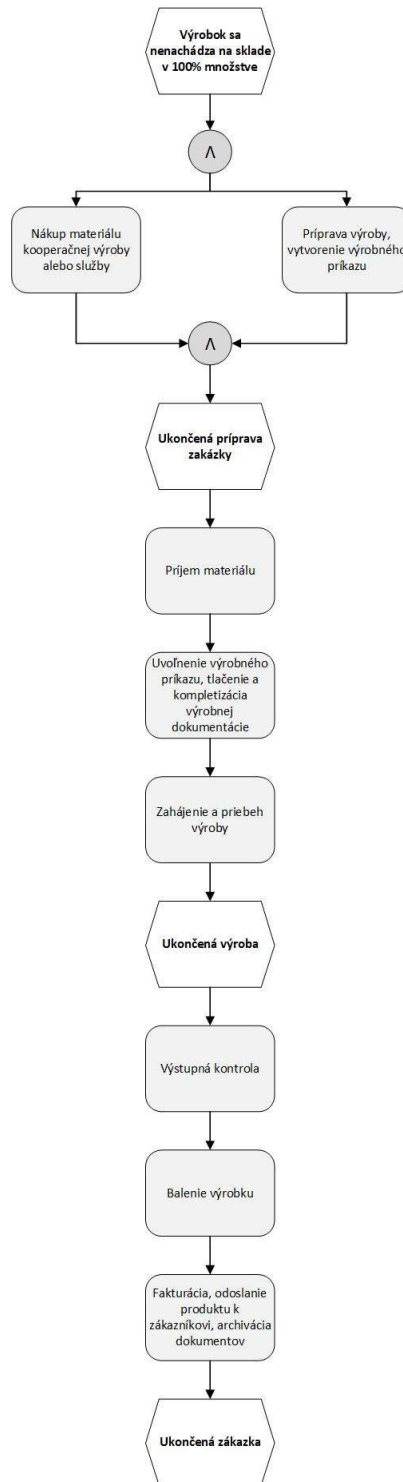 Výrobok sa
nenachádza na sklade
v 100% množstve
Λ
Nákup materiálu
kooperačnej výroby
alebo služby
Príprava výroby,
vytvorenie výrobného
príkazu
Λ
Ukončená príprava
zakázky
Príjem materiálu
Uvoľnenie výrobného
príkazu, tlačenie a
kompletizácia
výrobnej
dokumentácie
Zahájenie a priebeh
výroby
Ukončená výroba
Výstupná kontrola
Balenie výrobku
Fakturácia, odoslanie
produktu k
zákazníkovi, archivácia
dokumentov
Ukončená zákazka